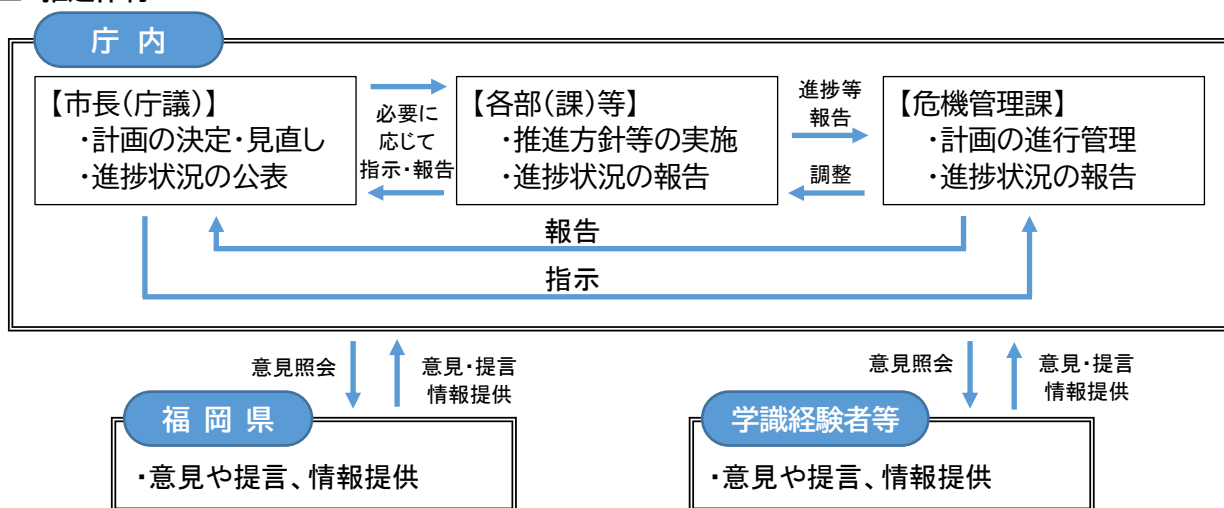 庁 内
【市長(庁議)】
・計画の決定・見直し
・進捗状況の公表
必要に
応じて
指示・報告
【各部(課)等】
・推進方針等の実施
・進捗状況の報告
進捗等
報告
調整
【危機管理課】
・計画の進行管理
・進捗状況の報告
報告
指示
意見照会
意見・提言
情報提供
意見照会
意見・提言
情報提供
福 岡 県
・意見や提言、情報提供
学識経験者等
・意見や提言、情報提供